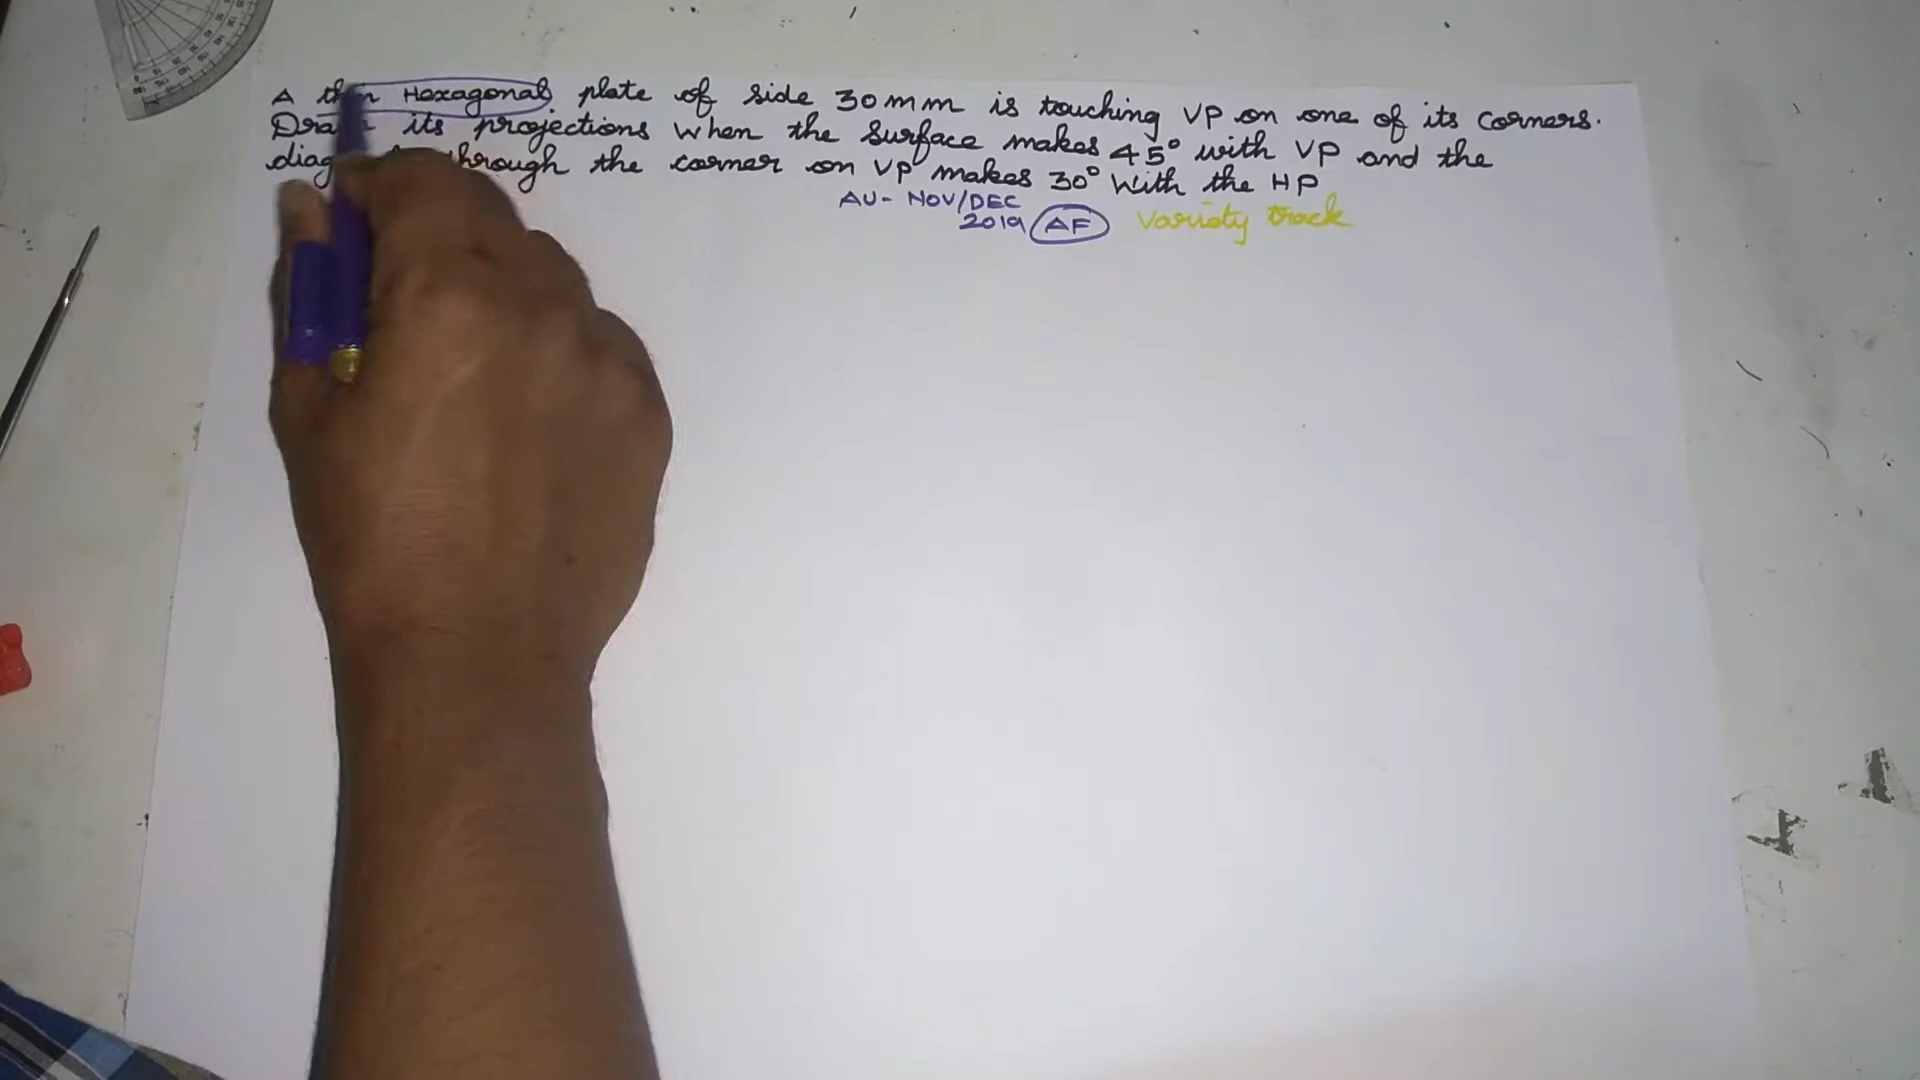 A thin Hexagonal plate of side 30mm is touching VP on one of its corners.
Draw its projections when the surface makes 45° with VP and the
through the corner on VP makes 30° with the HP
AU- NOV/DEC
2019 AF Variety track